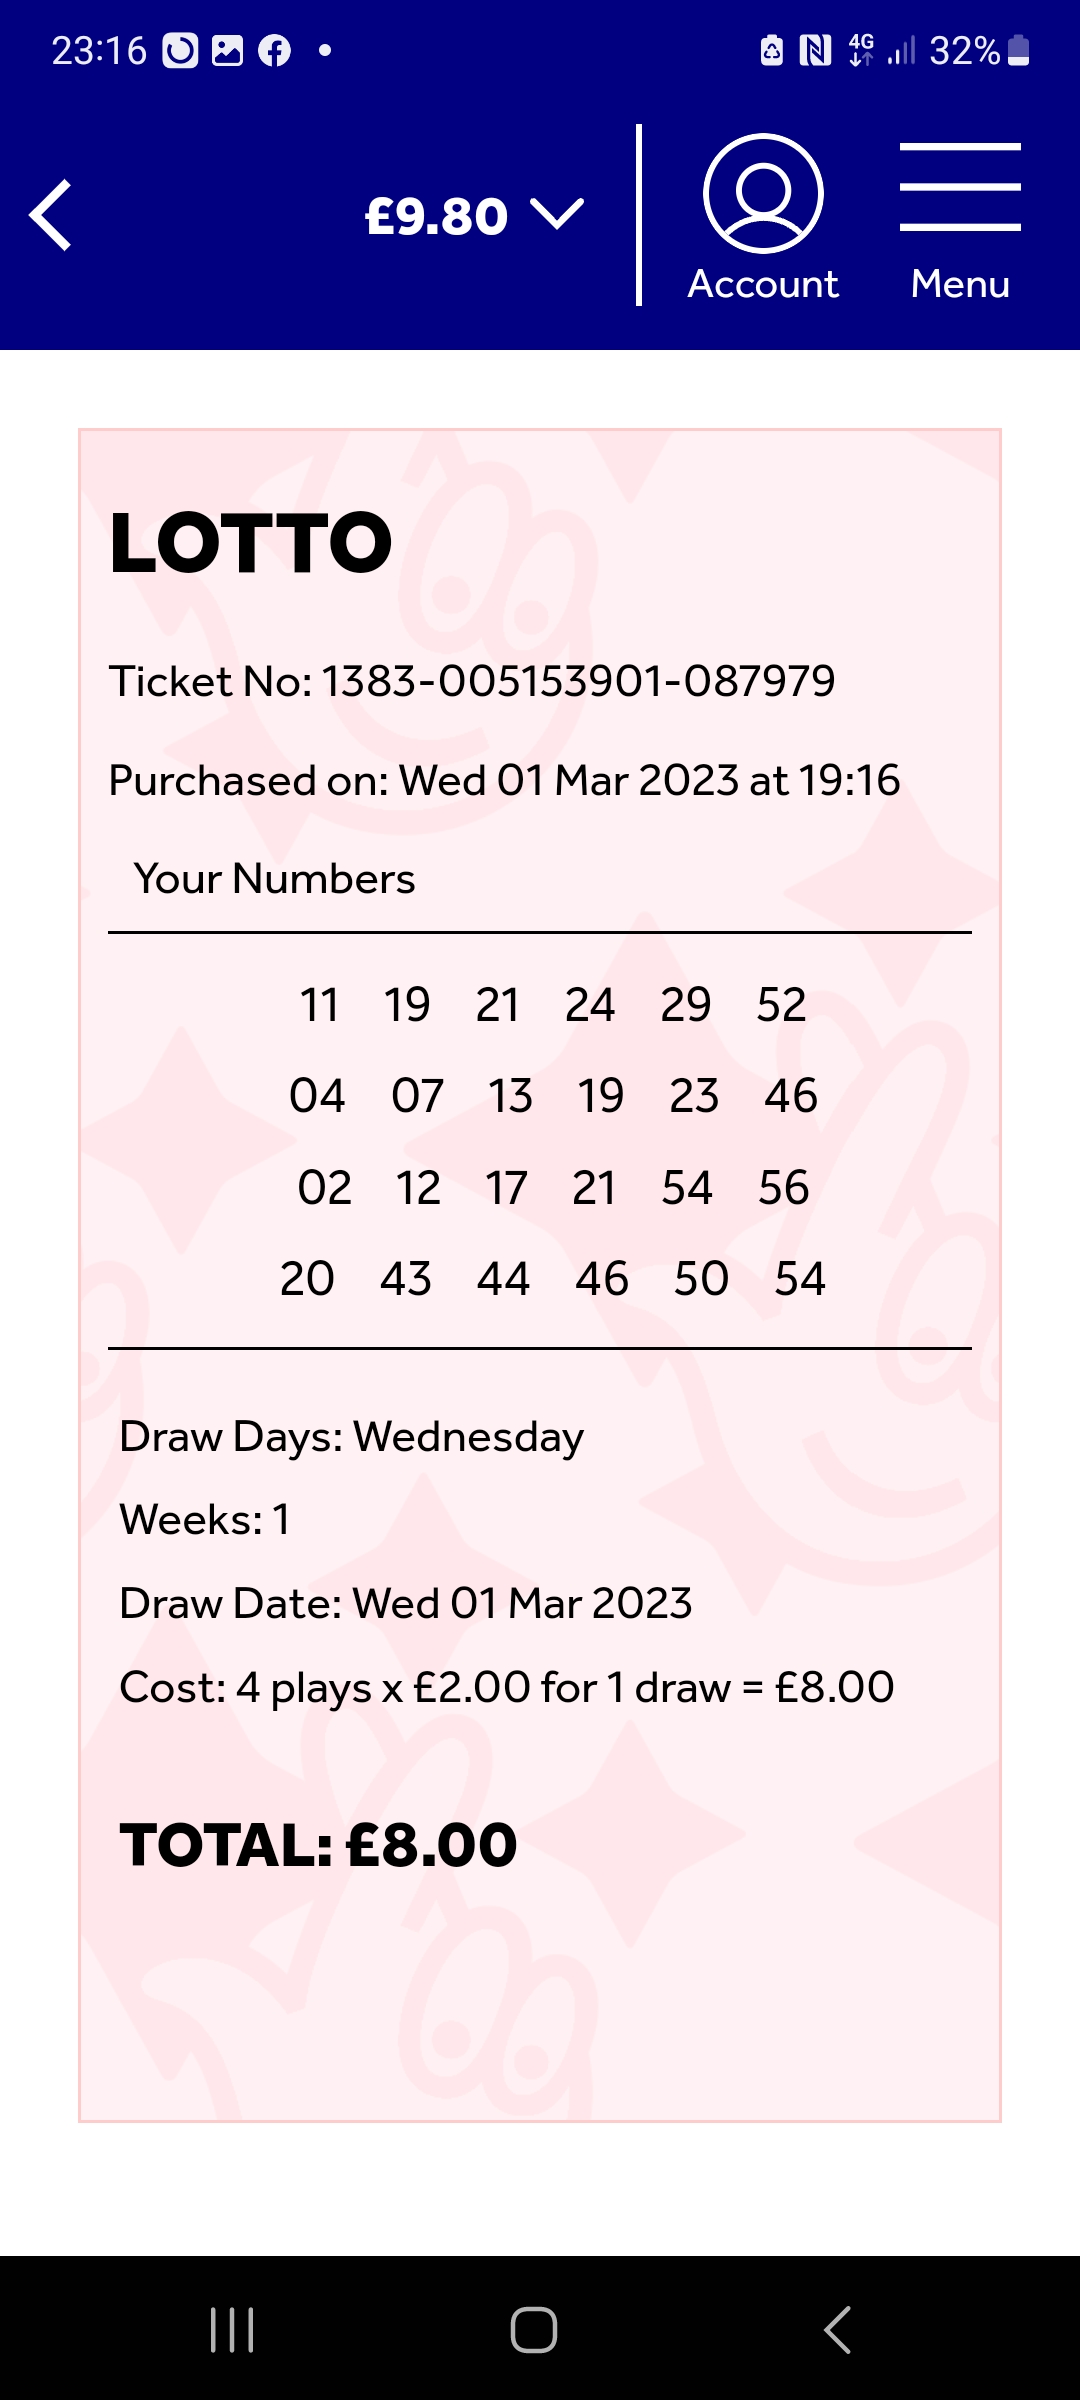 23:16
4G 32%
£9.80
Account Menu
LOTTO
Ticket No: 1383-005153901-087979
Purchased on: Wed 01 Mar 2023 at 19:16
Your Numbers
11 19 21 24 29 52
04 07 13 19 23 46
02 12 17 21 54 56
20 43 44 46 50 54
Draw Days: Wednesday
Weeks: 1
Draw Date: Wed 01 Mar 2023
Cost: 4 plays x £2.00 for 1 draw = £8.00
TOTAL: £8.00